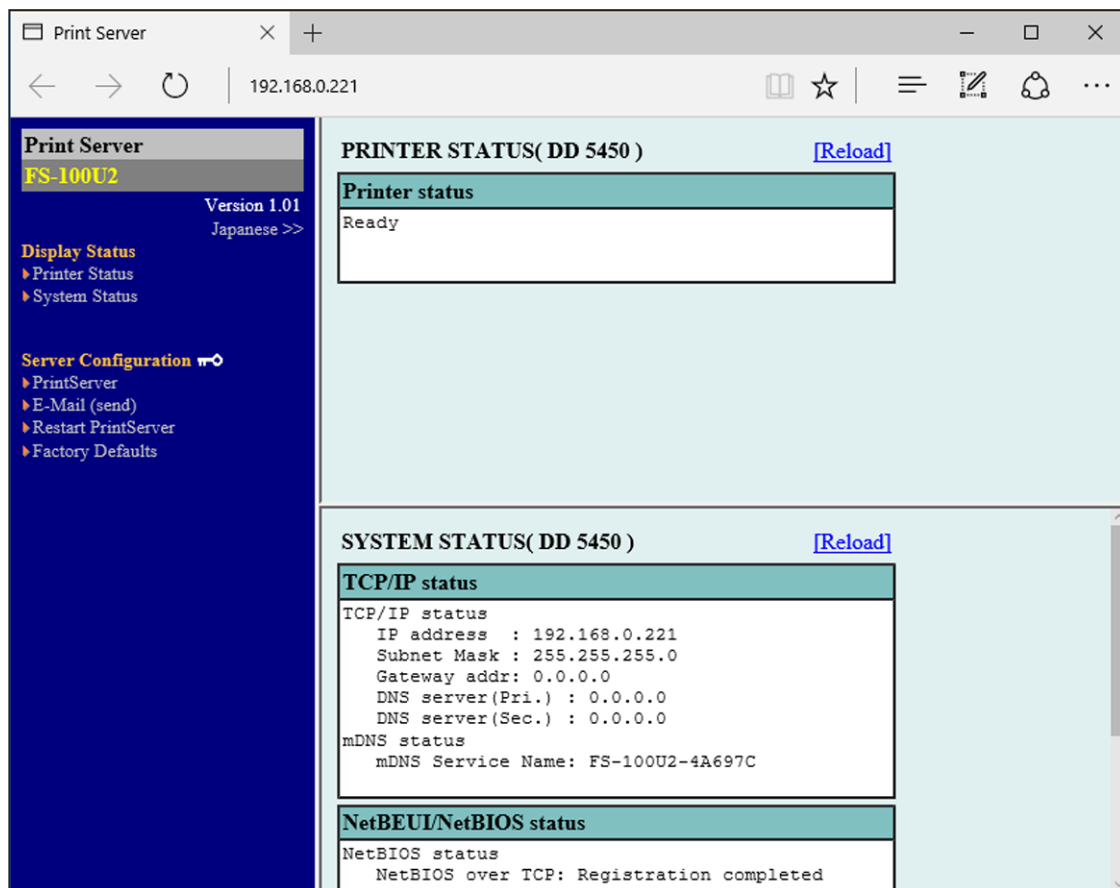 Print Server
192.168.0.221
Print Server
FS-100U2
Version 1.01
Japanese >>
Display Status
Printer Status
System Status
Server Configuration
PrintServer
E-Mail (send)
Restart PrintServer
Factory Defaults
PRINTER STATUS( DD 5450 ) [Reload]
Printer status
Ready
SYSTEM STATUS( DD 5450 ) [Reload]
TCP/IP status
TCP/IP status
IP address : 192.168.0.221
Subnet Mask : 255.255.255.0
Gateway addr: 0.0.0.0
DNS server(Pri.) : 0.0.0.0
DNS server(Sec.) : 0.0.0.0
mDNS status
mDNS Service Name: FS-100U2-4A697C
NetBEUI/NetBIOS status
NetBIOS status
NetBIOS over TCP: Registration completed